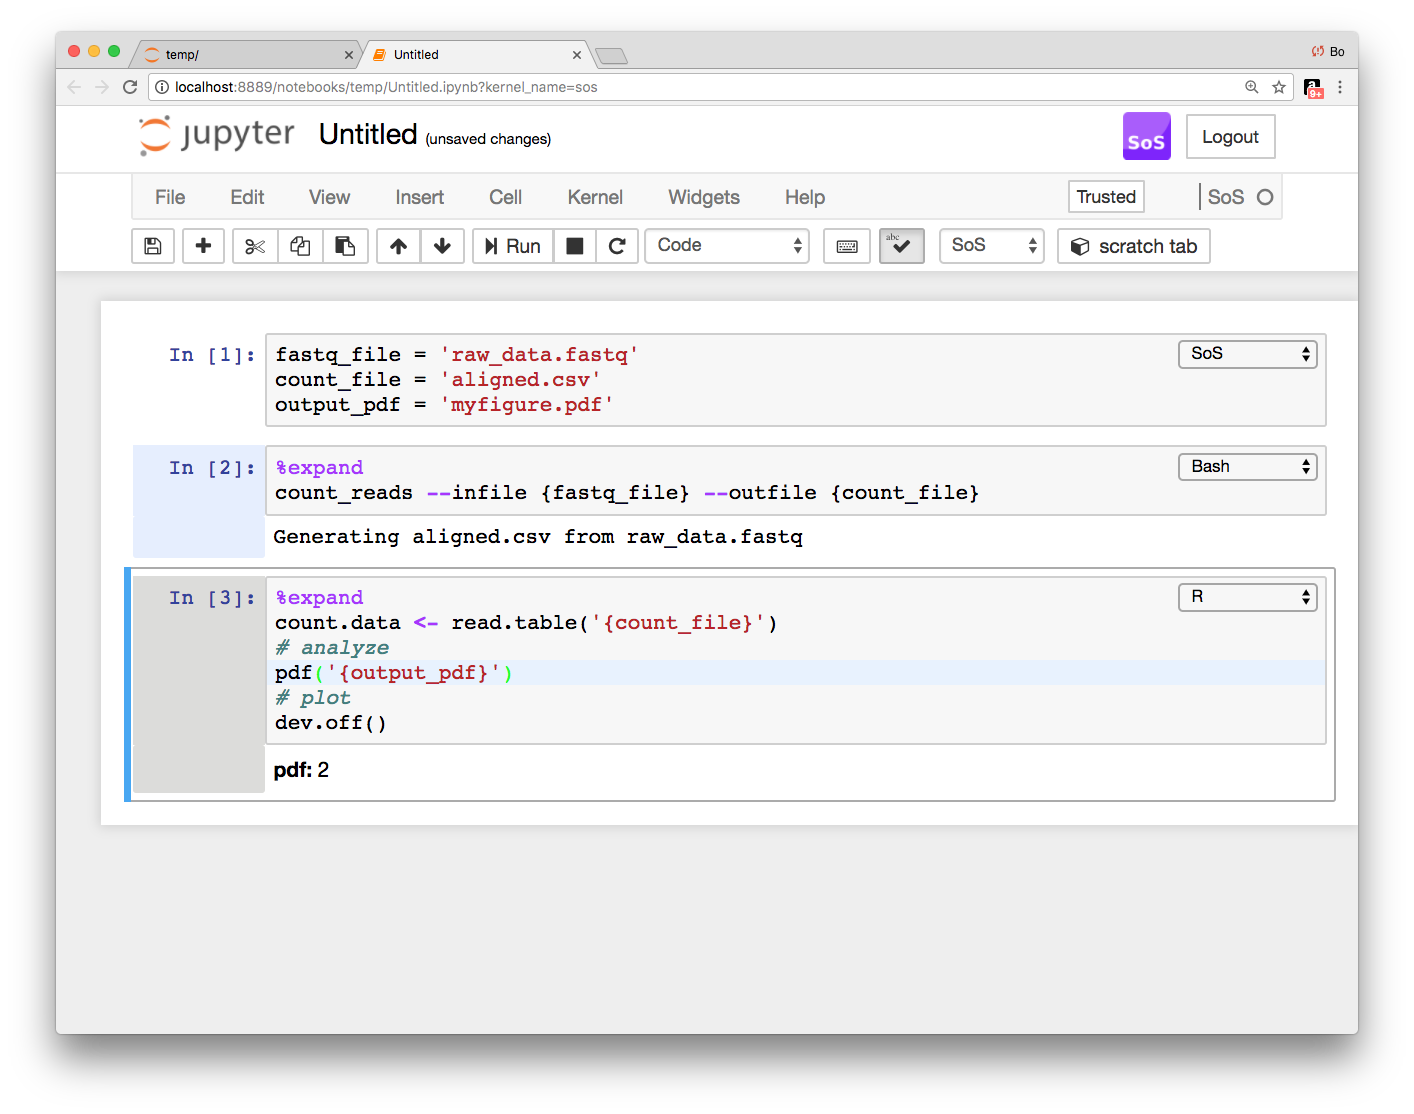 temp/
Untitled
Bo
localhost:8889/notebooks/temp/Untitled.ipynb?kernel_name=sos
a
9+
jupyter Untitled (unsaved changes)
SoS
Logout
File Edit View Insert Cell Kernel Widgets Help
Trusted
SoS
Run
Code
abc
SoS
scratch tab
In [1]:
fastq_file = 'raw_data.fastq'
count_file = 'aligned.csv'
output_pdf = 'myfigure.pdf'
SoS
In [2]:
%expand
count_reads --infile {fastq_file} --outfile {count_file}
Bash
Generating aligned.csv from raw_data.fastq
In [3]:
%expand
count.data <- read.table('{count_file}')
# analyze
pdf('{output_pdf}')
# plot
dev.off()
R
pdf: 2